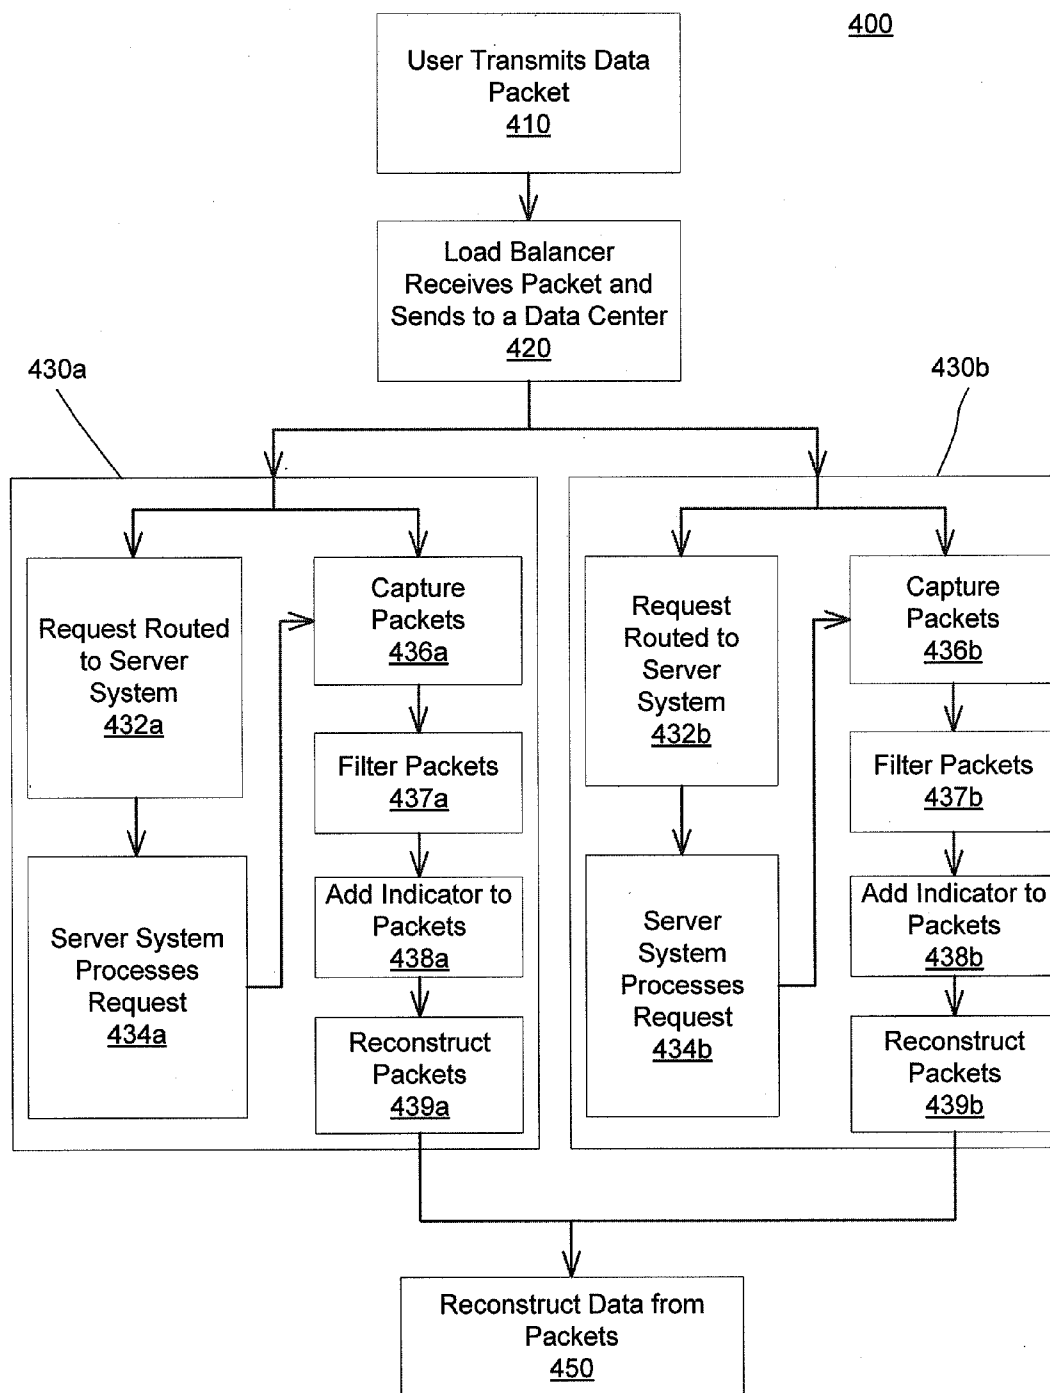 400
User Transmits Data
Packet
410
Load Balancer
Receives Packet and
Sends to a Data Center
420
430a
430b
Request Routed
to Server
System
432a
Capture
Packets
436a
Filter Packets
437a
Add Indicator to
Packets
438a
Server System
Processes
Request
434a
Reconstruct
Packets
439a
Request
Routed to
Server
System
432b
Capture
Packets
436b
Filter Packets
437b
Add Indicator to
Packets
438b
Server
System
Processes
Request
434b
Reconstruct
Packets
439b
Reconstruct Data from
Packets
450